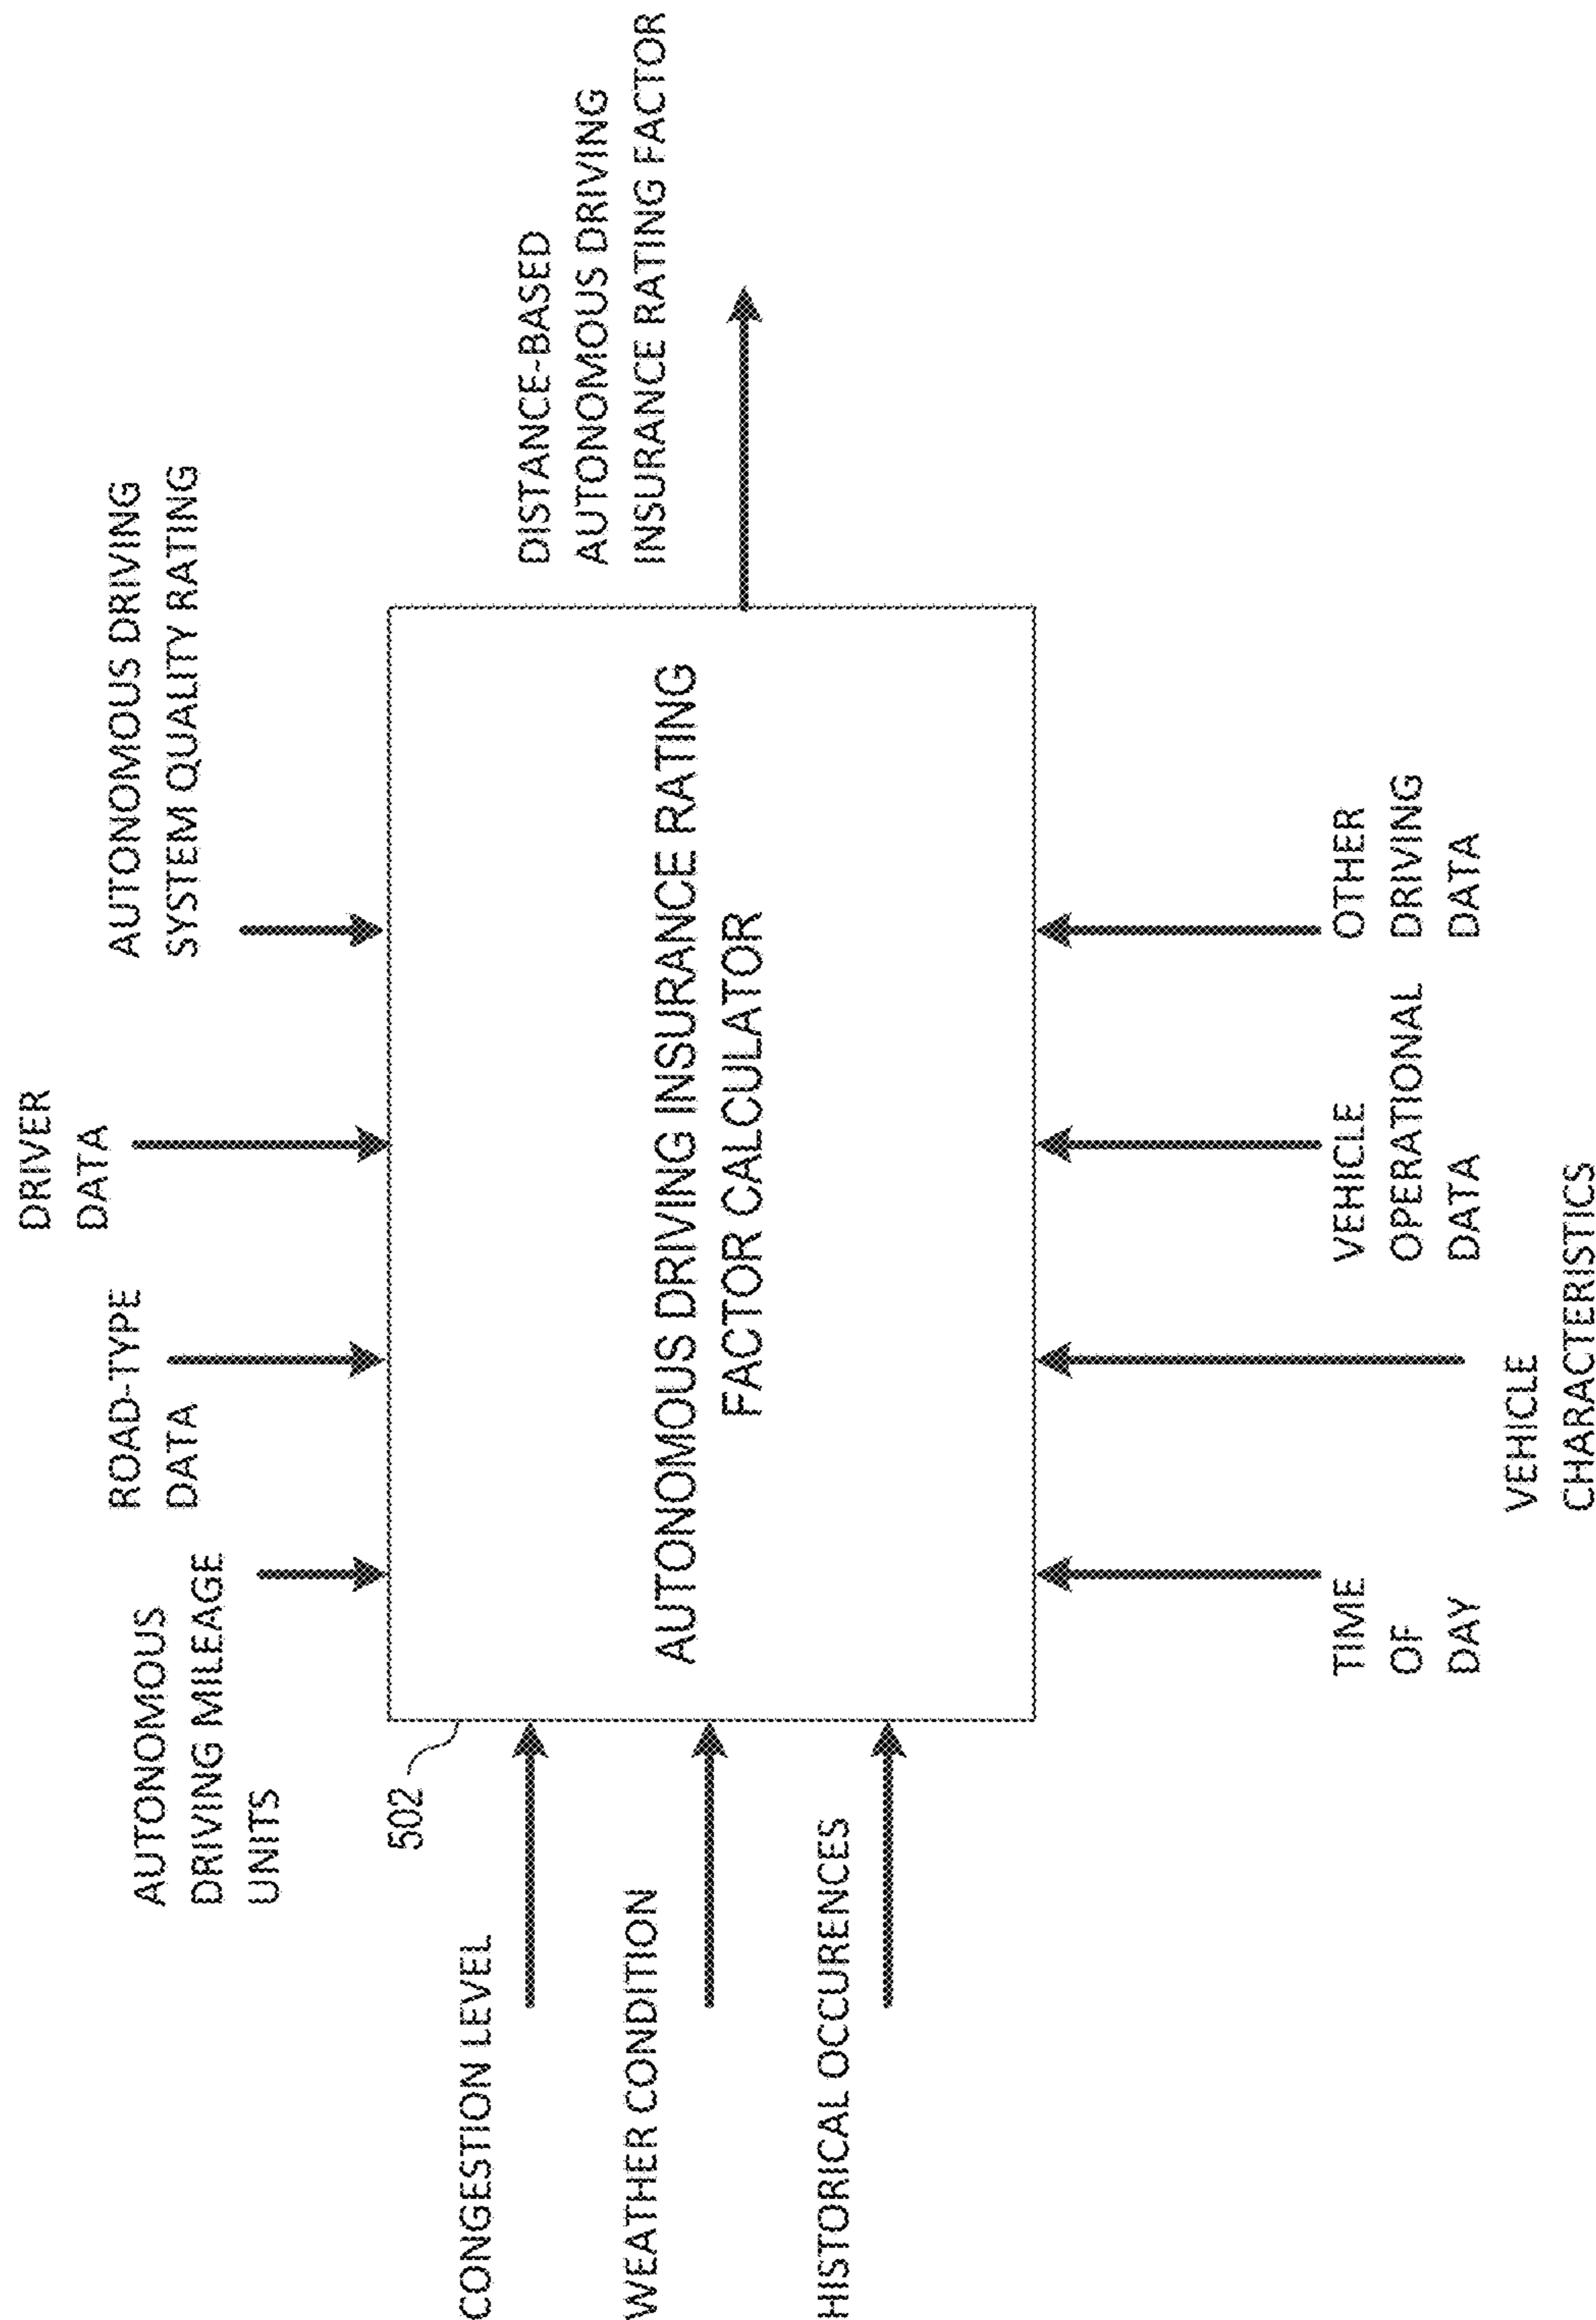 DRIVER
DATA
AUTONOMOUS
DRIVING MILEAGE
UNITS
ROAD-TYPE
DATA
AUTONOMOUS DRIVING
SYSTEM QUALITY RATING
502
CONGESTION LEVEL
WEATHER CONDITION
HISTORICAL OCCURENCES
AUTONOMOUS DRIVING INSURANCE RATING
FACTOR CALCULATOR
DISTANCE-BASED
AUTONOMOUS DRIVING
INSURANCE RATING FACTOR
TIME
OF
DAY
VEHICLE
CHARACTERISTICS
VEHICLE
OPERATIONAL
DATA
OTHER
DRIVING
DATA